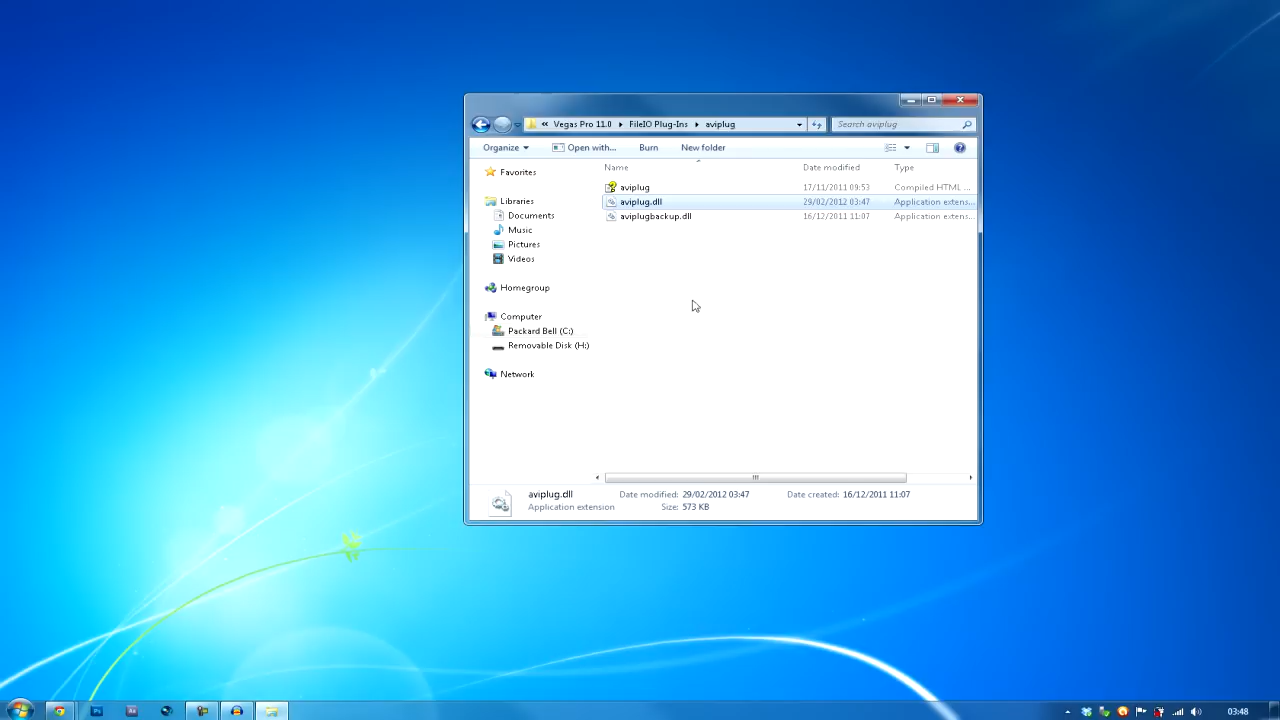 « Vegas Pro 11.0 ▸ FileIO Plug-Ins ▸ aviplug
Search aviplug
Organize Open with... Burn New folder
Name Date modified Type
Favorites
Libraries
Documents
Music
Pictures
Videos
Homegroup
Computer
Packard Bell (C:)
Removable Disk (H:)
Network
aviplug 17/11/2011 09:53 Compiled HTML ...
aviplug.dll 29/02/2012 03:47 Application extens...
aviplugbackup.dll 16/12/2011 11:07 Application extens...
aviplug.dll Date modified: 29/02/2012 03:47 Date created: 16/12/2011 11:07
Application extension Size: 573 KB
03:48